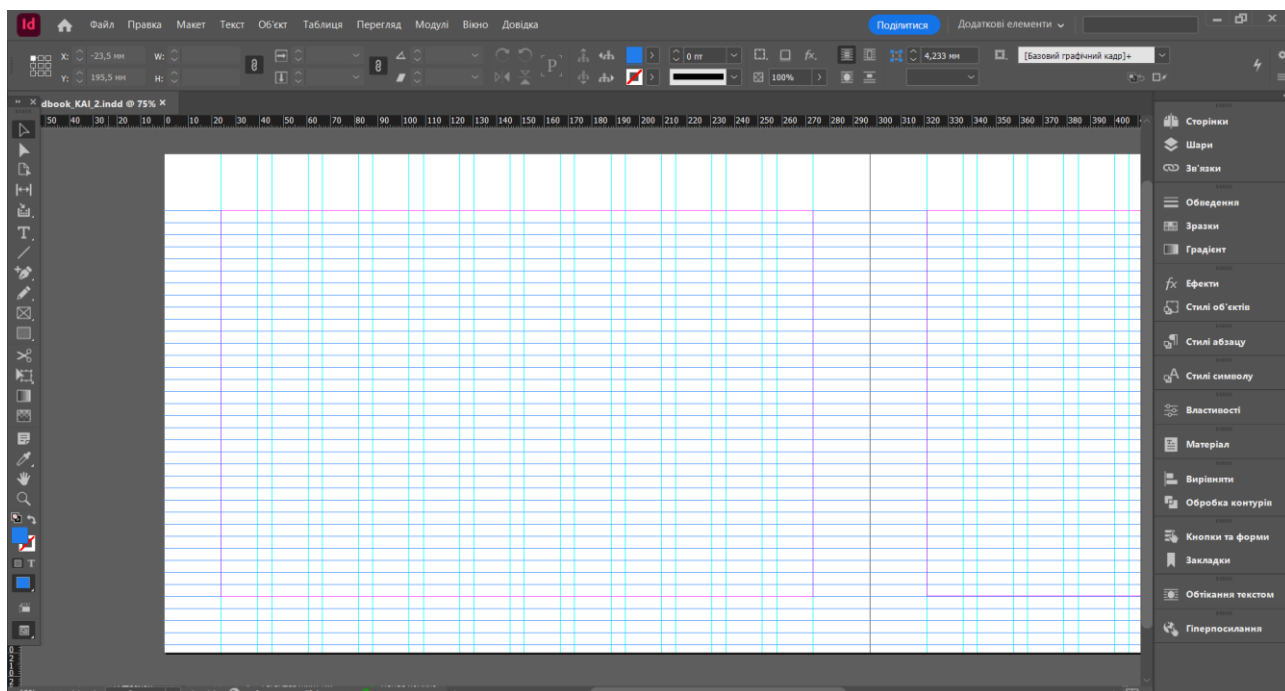 Id Файл Правка Макет Текст Об'єкт Таблиця Перегляд Модулі Вікно Довідка Поділитися Додаткові елементи
X: -23,5 мм W: 0 пт fx. 4,233 мм [Базовий графічний кадр]+
Y: 195,5 мм H: P 100%
dbook_KAI_2.indd @ 75% ×
50 40 30 20 10 0 10 20 30 40 50 60 70 80 90 100 110 120 130 140 150 160 170 180 190 200 210 220 230 240 250 260 270 280 290 300 310 320 330 340 350 360 370 380 390 400
Сторінки
Шари
Зв'язки
Обведення
Зразки
Градієнт
fx Ефекти
Стилі об'єктів
Стилі абзацу
Стилі символу
Властивості
Матеріал
Вирівняти
Обробка контурів
Кнопки та форми
Закладки
Обтікання текстом
Гіперпосилання